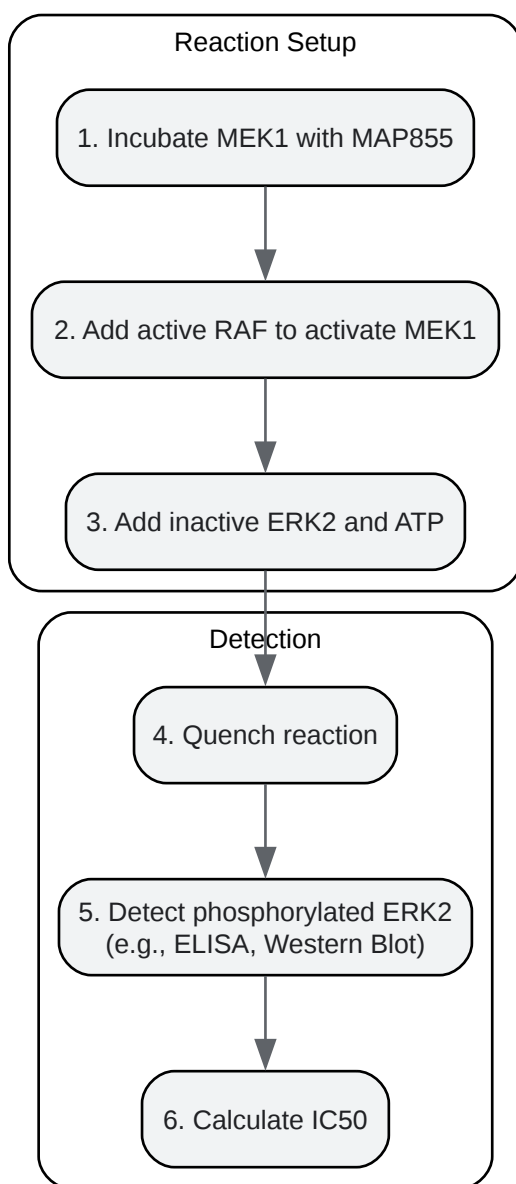 Reaction Setup
1. Incubate MEK1 with MAP855
2. Add active RAF to activate MEK1
3. Add inactive ERK2 and ATP
Detection
4. Quench reaction
5. Detect phosphorylated ERK2
(e.g., ELISA, Western Blot)
6. Calculate IC50